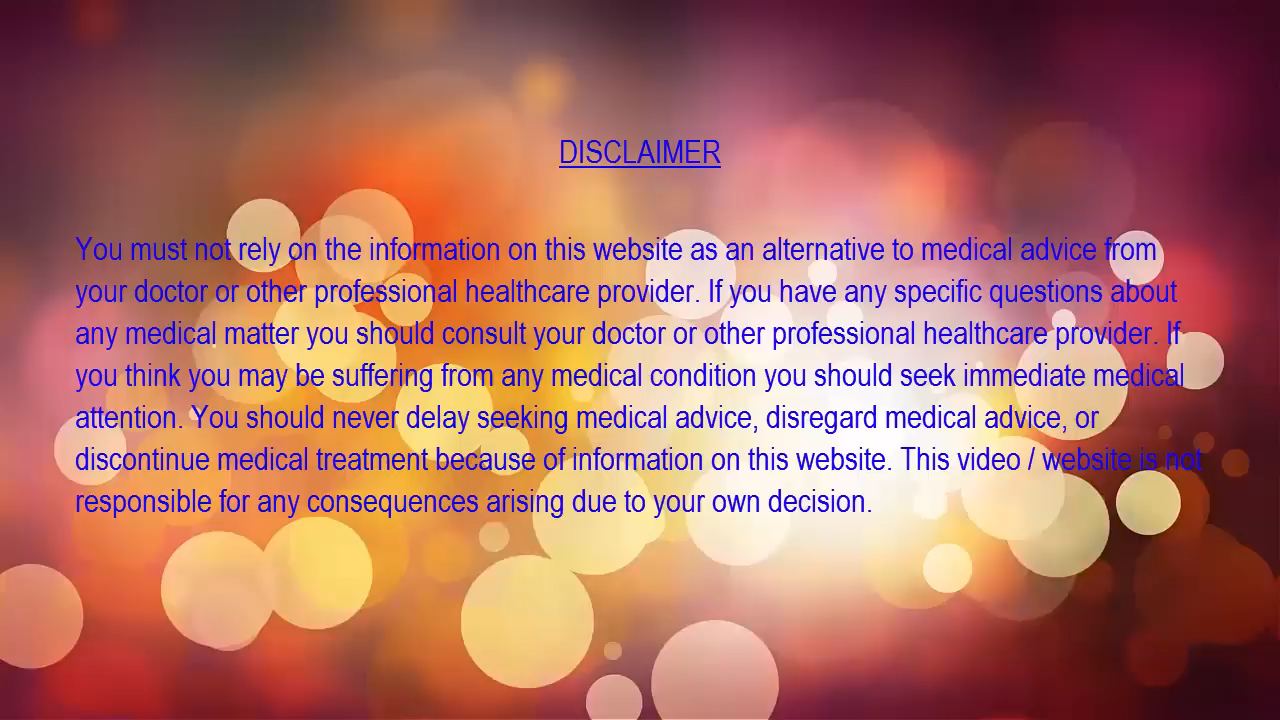 DISCLAIMER
You must not rely on the information on this website as an alternative to medical advice from
your doctor or other professional healthcare provider. If you have any specific questions about
any medical matter you should consult your doctor or other professional healthcare provider. If
you think you may be suffering from any medical condition you should seek immediate medical
attention. You should never delay seeking medical advice, disregard medical advice, or
discontinue medical treatment because of information on this website. This video / website is not
responsible for any consequences arising due to your own decision.